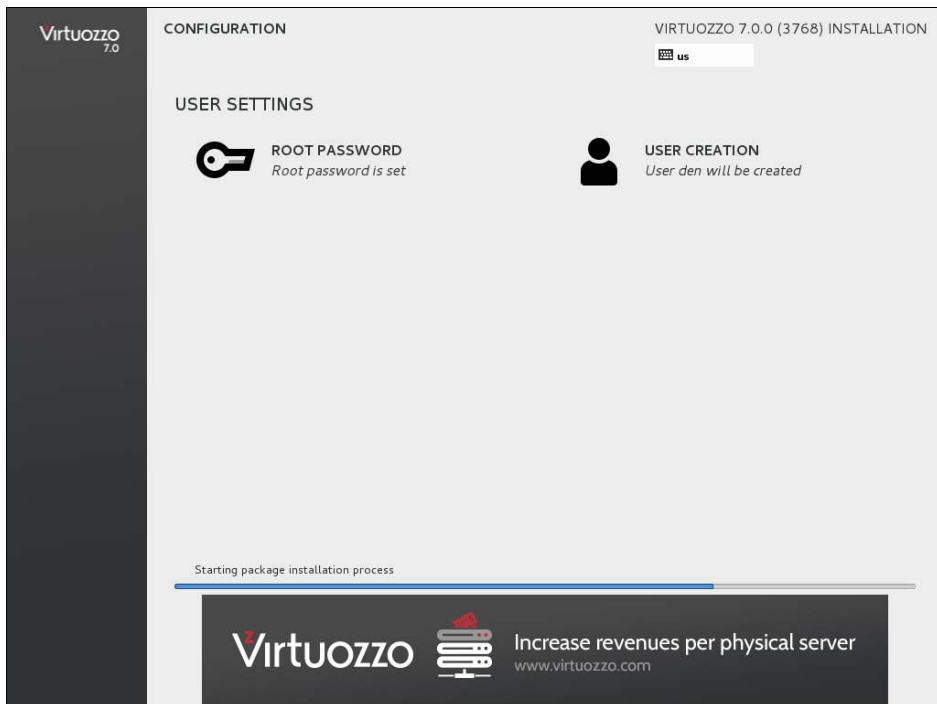 Virtuozzo
7.0
CONFIGURATION
VIRTUOZZO 7.0.0 (3768) INSTALLATION
us
USER SETTINGS
ROOT PASSWORD
Root password is set
USER CREATION
User den will be created
Starting package installation process
Virtuozzo
Increase revenues per physical server
www.virtuozzo.com